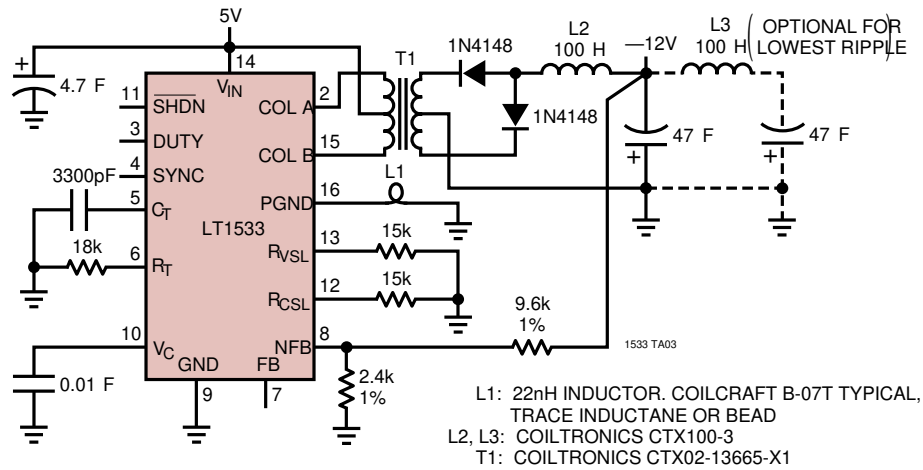 5V
L2
100 H
L3
100 H
(OPTIONAL FOR
LOWEST RIPPLE)
—12V
1N4148
T1
+
4.7 F
14
VIN
11
SHDN
COL A
2
1N4148
3
DUTY
47 F
+
47 F
+
4
SYNC
COL B
15
L1
3300pF
5
CT
PGND
16
LT1533
18k
6
RT
RVSL
13
15k
RCSL
12
15k
9.6k
1%
10
VC
NFB
8
1533 TA03
GND
FB
0.01 F
9
7
2.4k
1%
L1: 22nH INDUCTOR. COILCRAFT B-07T TYPICAL,
TRACE INDUCTANE OR BEAD
L2, L3: COILTRONICS CTX100-3
T1: COILTRONICS CTX02-13665-X1